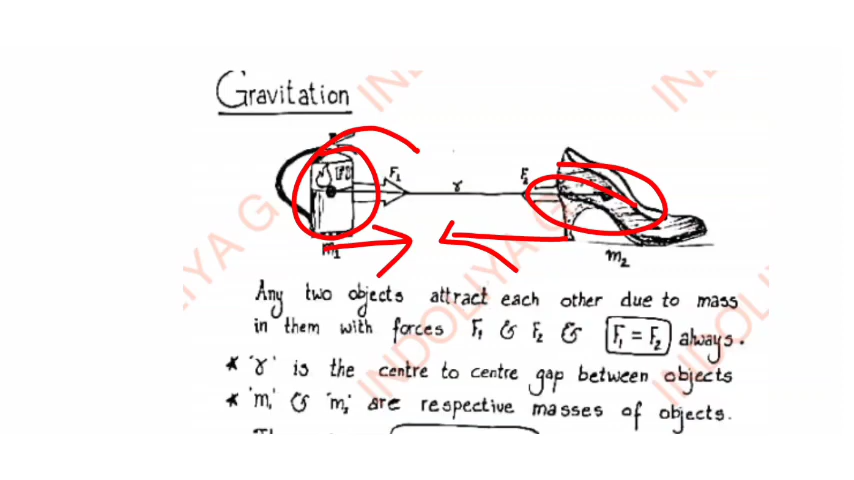 Gravitation
F₁ r F₂
m₁ m₂
Any two objects attract each other due to mass
in them with forces F₁ & F₂ & F₁ = F₂ always.
* 'r' is the centre to centre gap between objects
* 'm₁' & 'm₂' are respective masses of objects.
INDOLIYA G